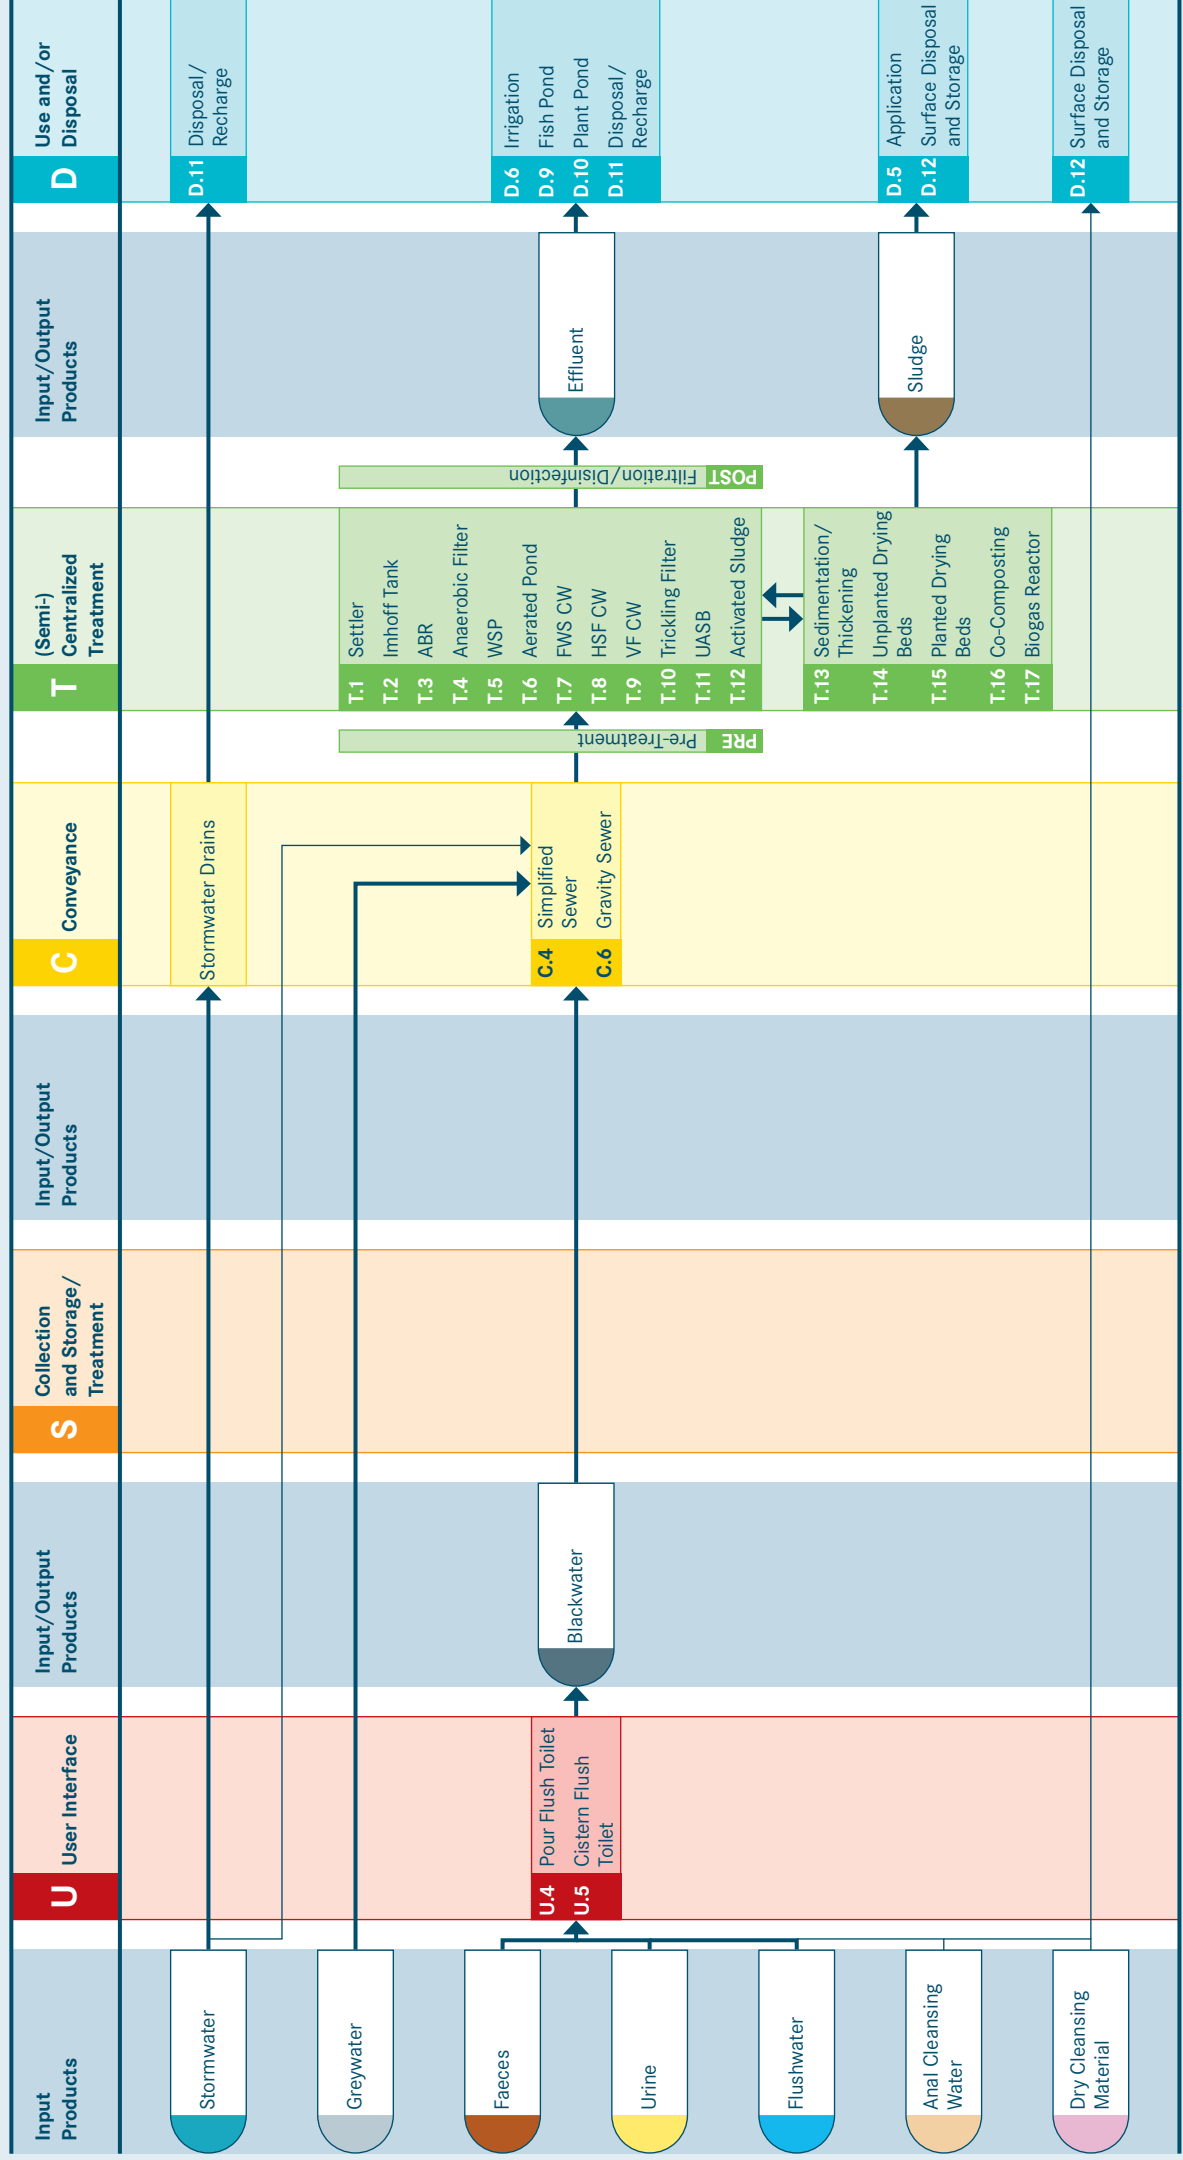 Input
Products
U
User Interface
Input/Output
Products
S
Collection
and Storage/
Treatment
Input/Output
Products
C
Conveyance
T
(Semi-)
Centralized
Treatment
Input/Output
Products
D
Use and/or
Disposal
Stormwater
Stormwater Drains
D.11
Disposal/
Recharge
Greywater
Faeces
Urine
Flushwater
Anal Cleansing
Water
Dry Cleansing
Material
U.4
Pour Flush Toilet
U.5
Cistern Flush
Toilet
Blackwater
C.4
Simplified
Sewer
C.6
Gravity Sewer
PRE
Pre-Treatment
T.1
Settler
T.2
Imhoff Tank
T.3
ABR
T.4
Anaerobic Filter
T.5
WSP
T.6
Aerated Pond
T.7
FWS CW
T.8
HSF CW
T.9
VF CW
T.10
Trickling Filter
T.11
UASB
T.12
Activated Sludge
T.13
Sedimentation/
Thickening
T.14
Unplanted Drying
Beds
T.15
Planted Drying
Beds
T.16
Co-Composting
T.17
Biogas Reactor
POST
Filtration/Disinfection
Effluent
Sludge
D.6
Irrigation
D.9
Fish Pond
D.10
Plant Pond
D.11
Disposal/
Recharge
D.5
Application
D.12
Surface Disposal
and Storage
D.12
Surface Disposal
and Storage